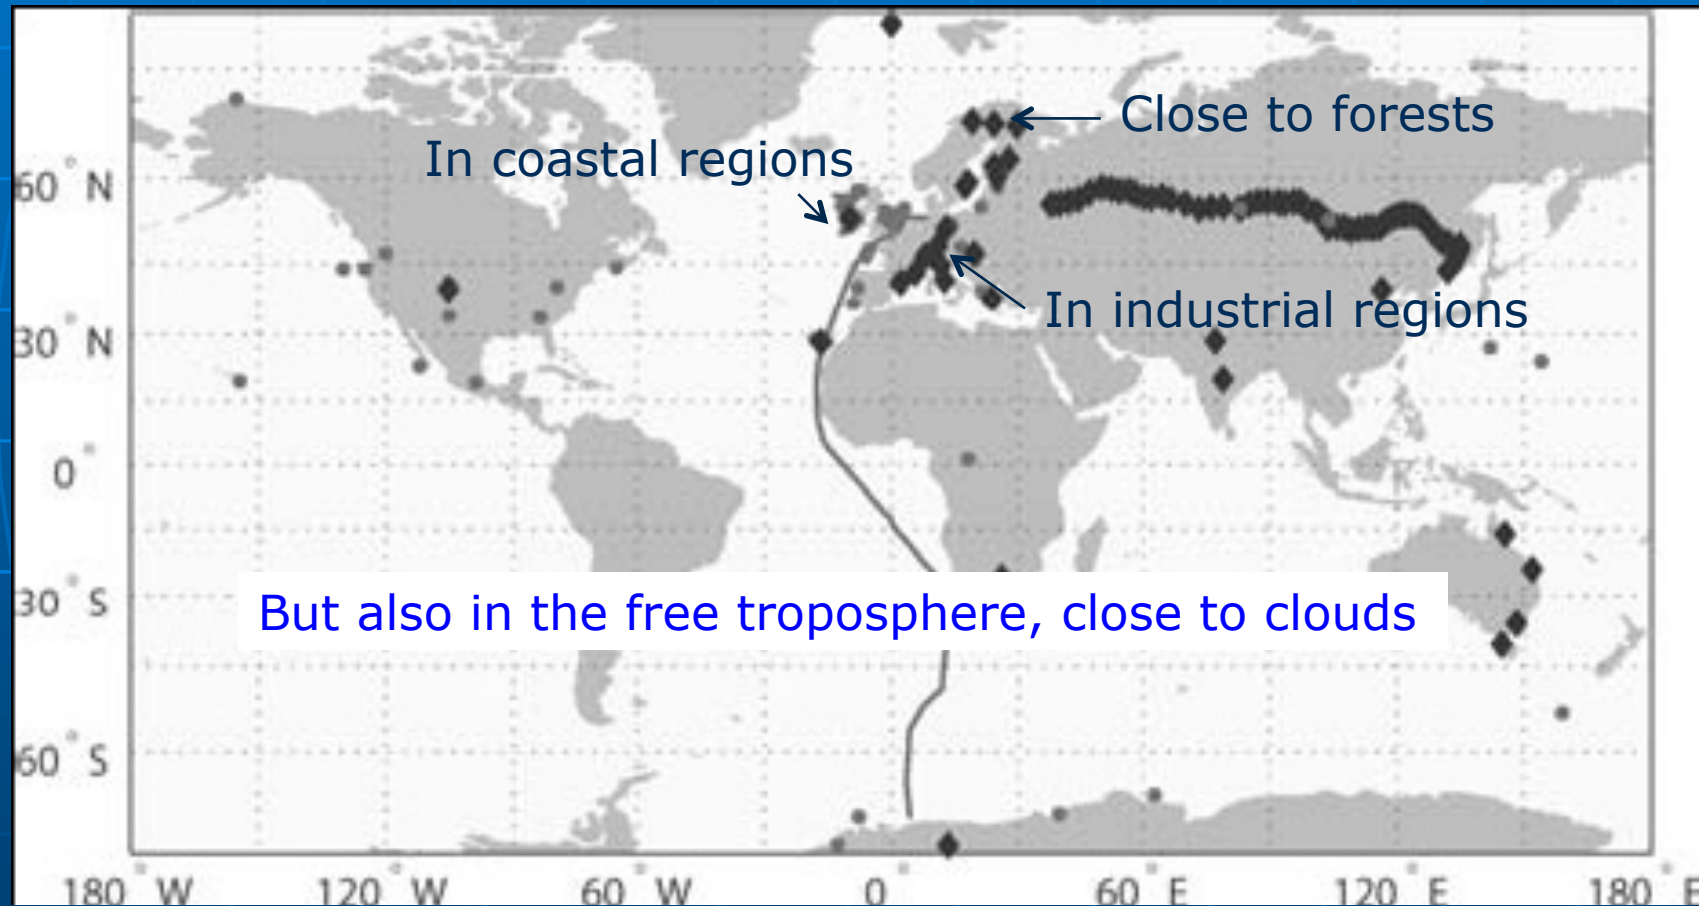 Close to forests
In coastal regions
60° N
In industrial regions
30° N
0°
30° S
But also in the free troposphere, close to clouds
60° S
180° W 120° W 60° W 0° 60° E 120° E 180° E